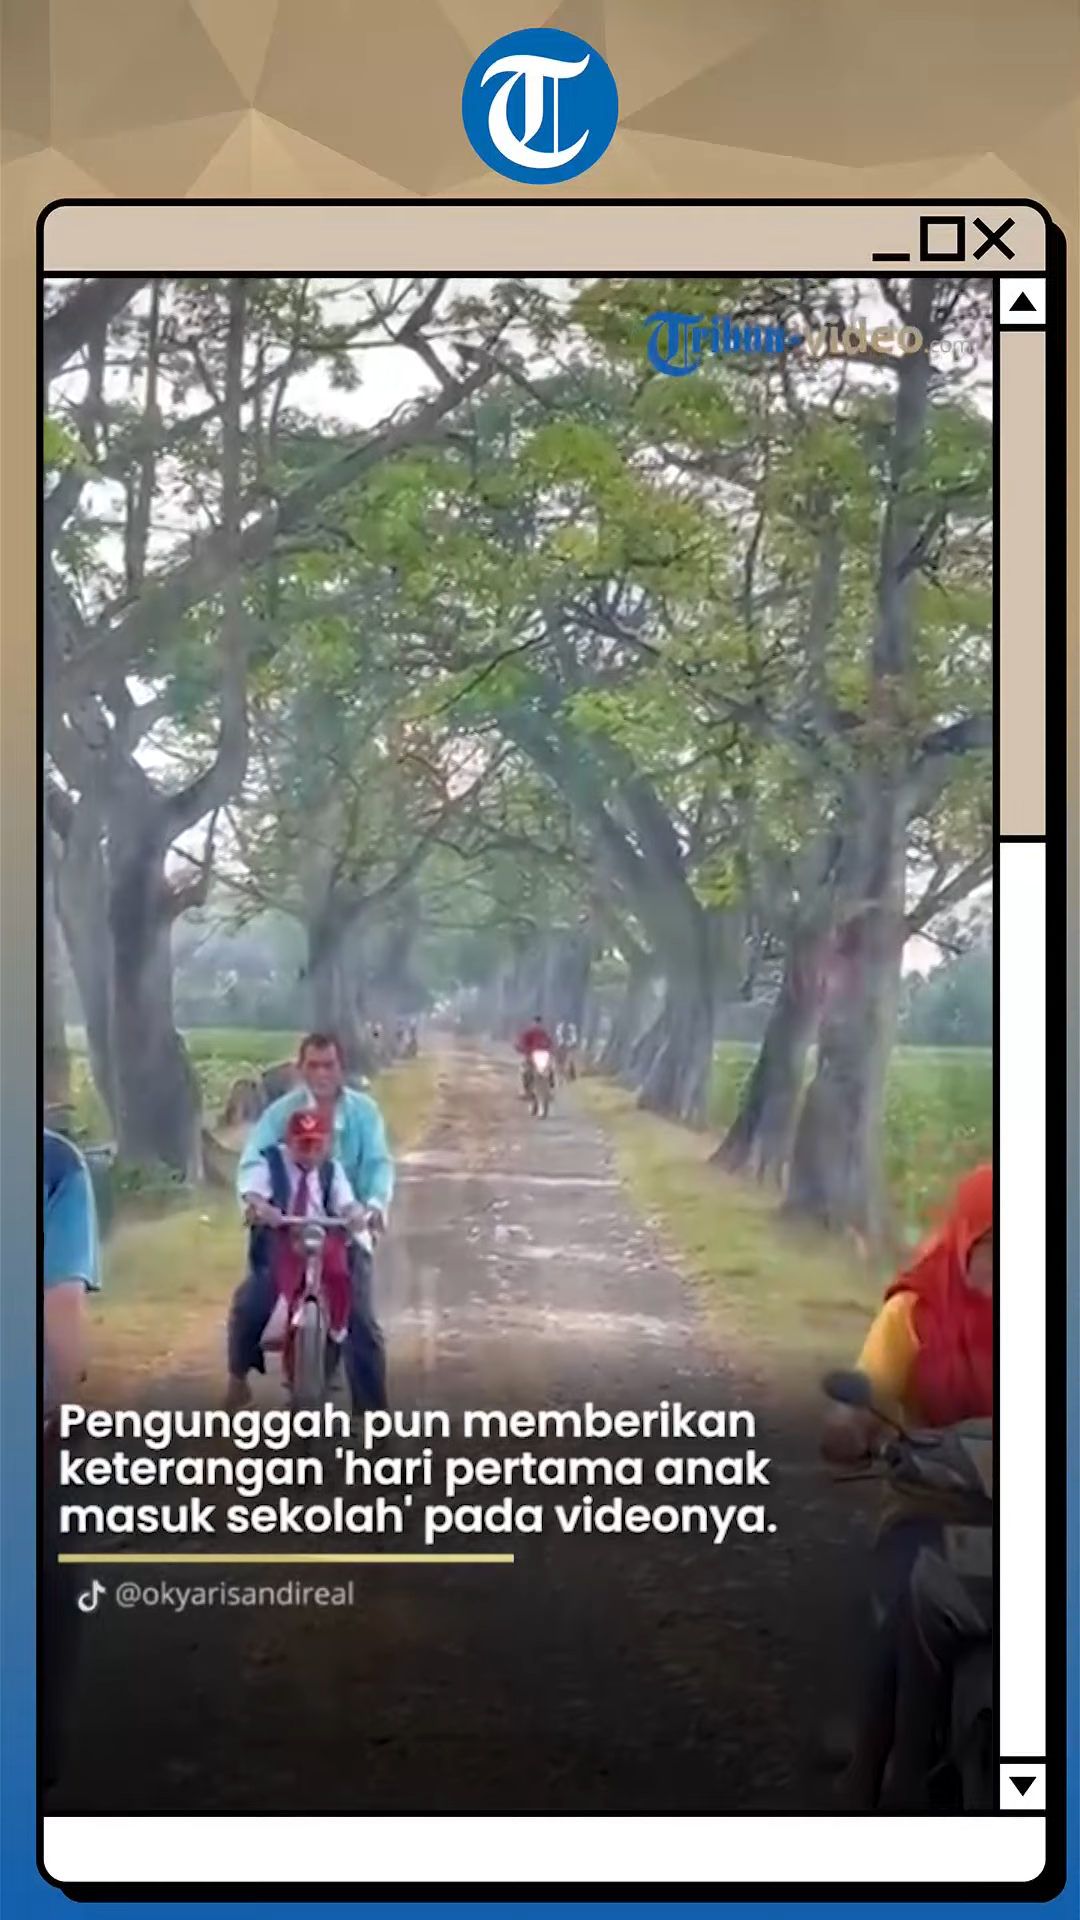 T
Tribun-video.com
Pengunggah pun memberikan
keterangan 'hari pertama anak
masuk sekolah' pada videonya.
@okyarisandireal